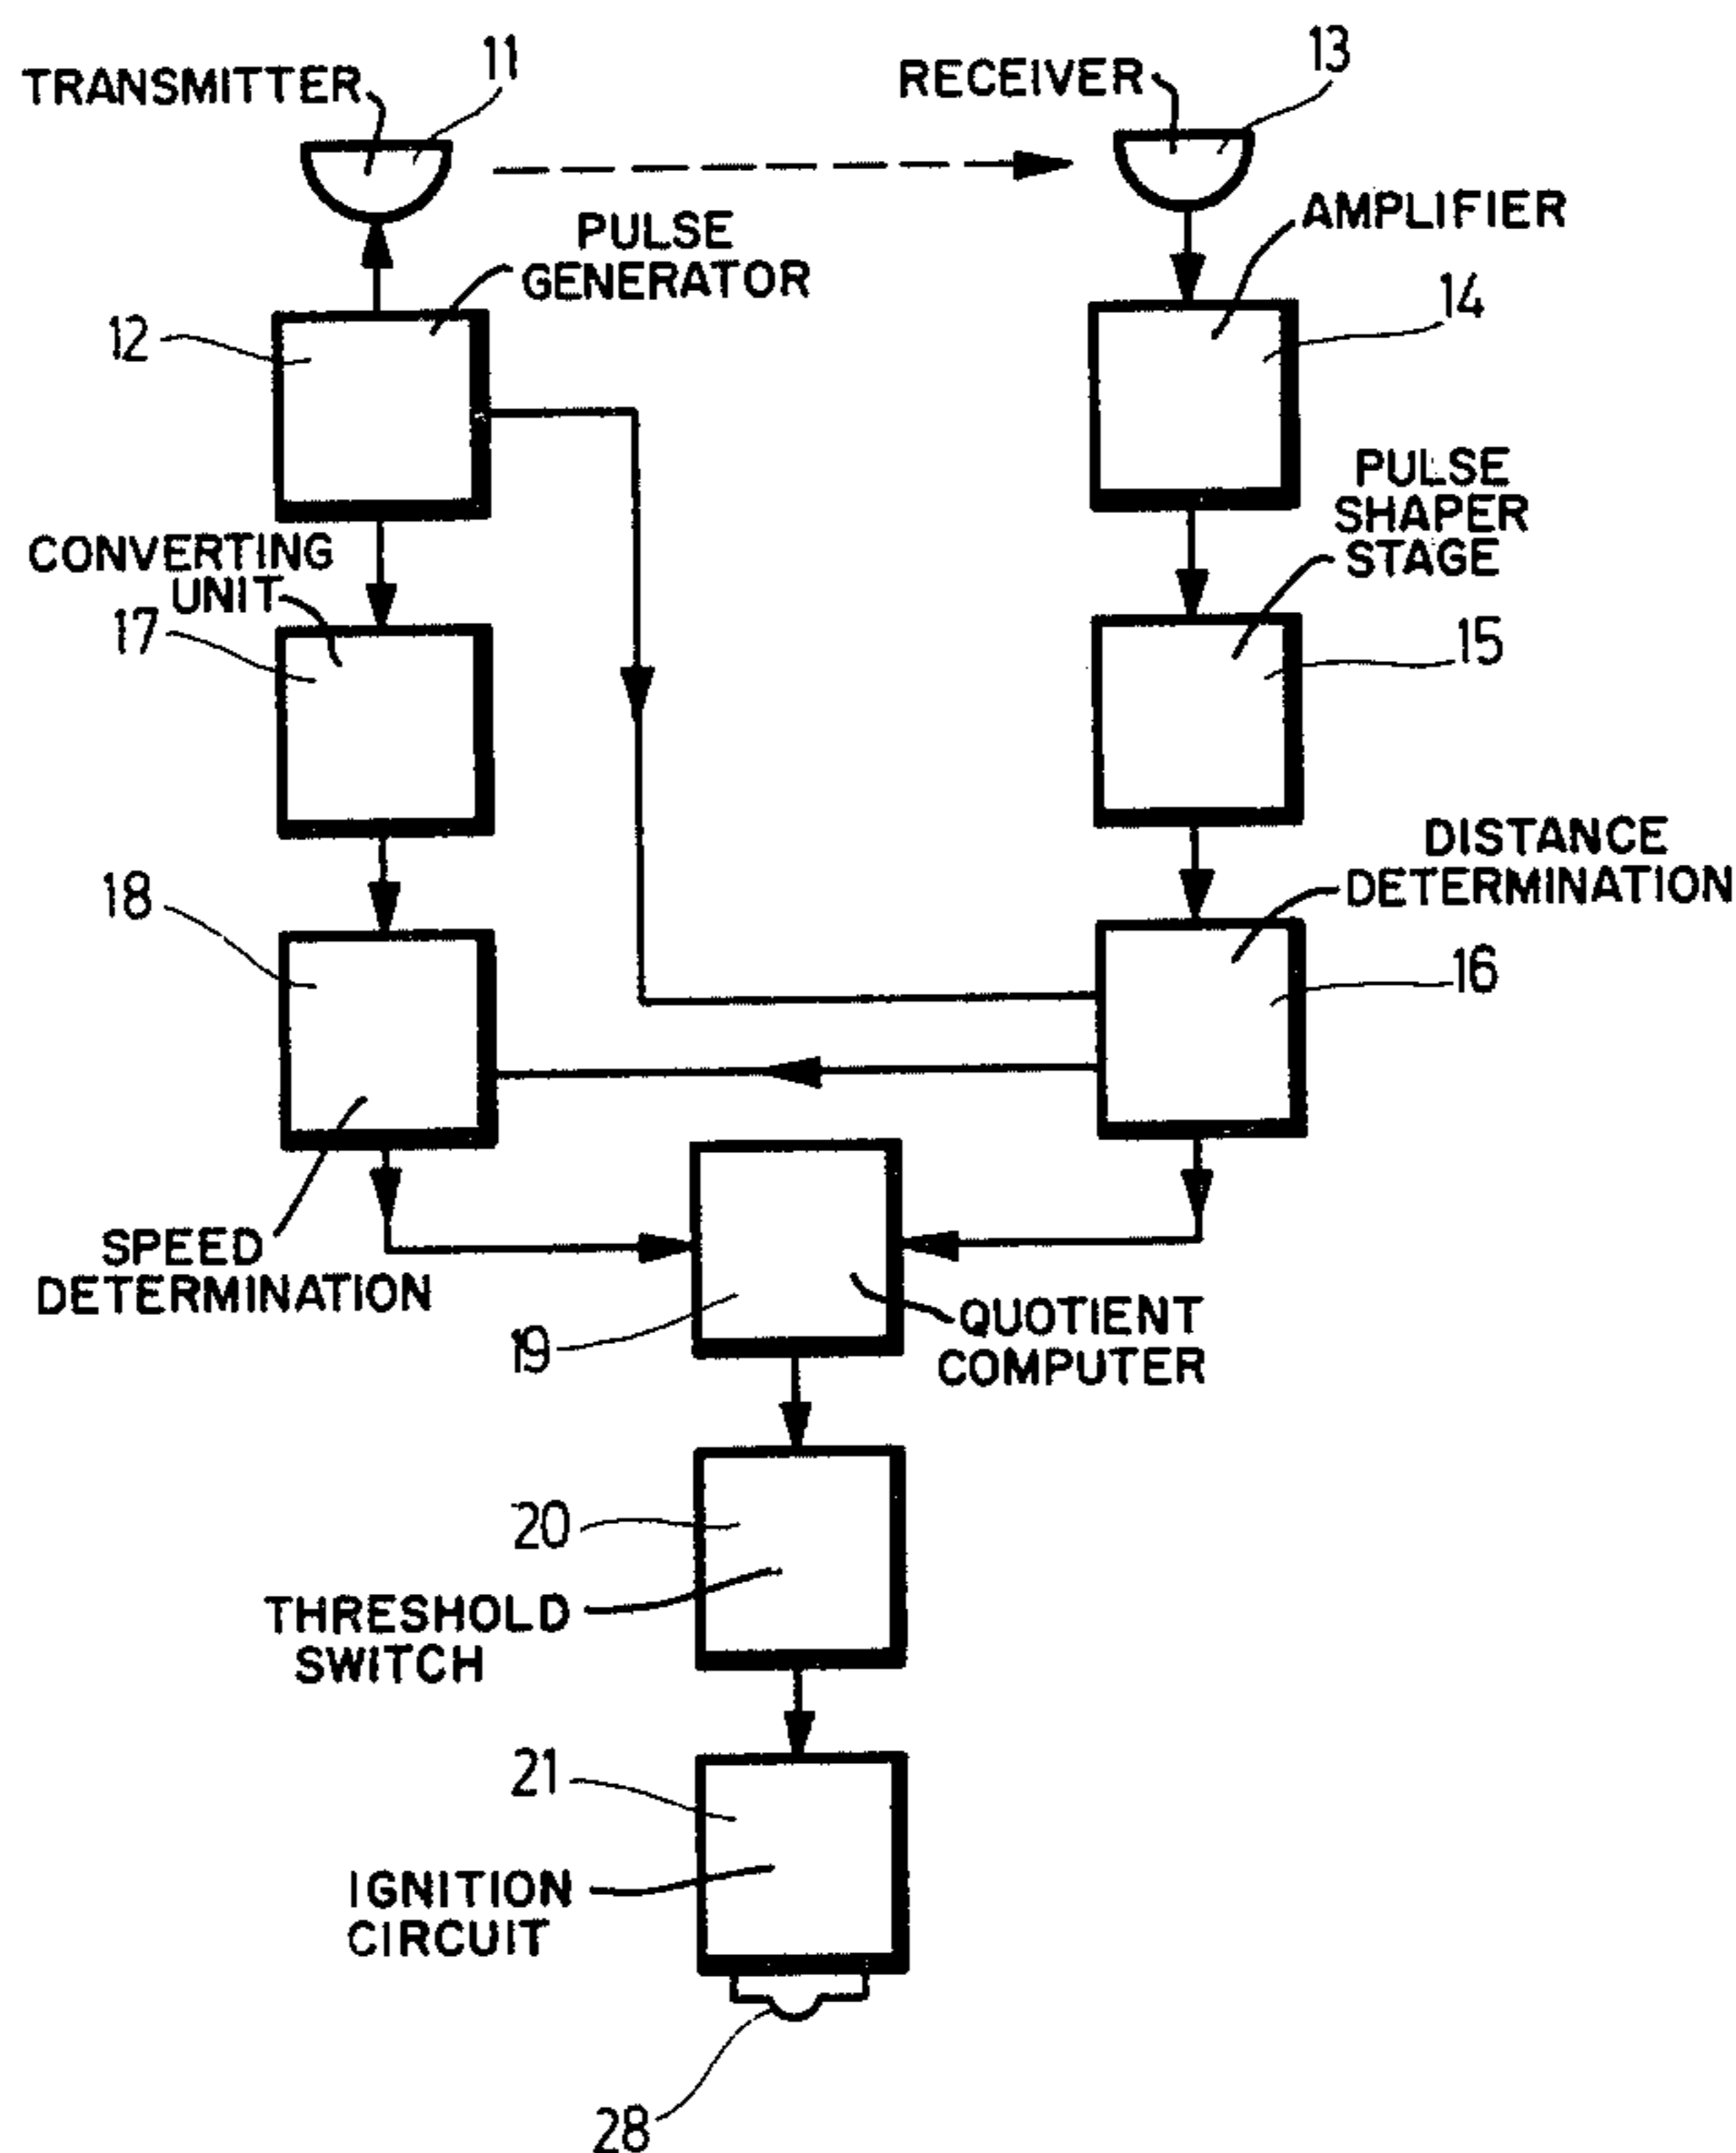 TRANSMITTER
11
RECEIVER
13
PULSE
GENERATOR
AMPLIFIER
12
14
CONVERTING
UNIT
17
PULSE
SHAPER
STAGE
15
18
DISTANCE
DETERMINATION
16
SPEED
DETERMINATION
19
QUOTIENT
COMPUTER
20
THRESHOLD
SWITCH
21
IGNITION
CIRCUIT
28